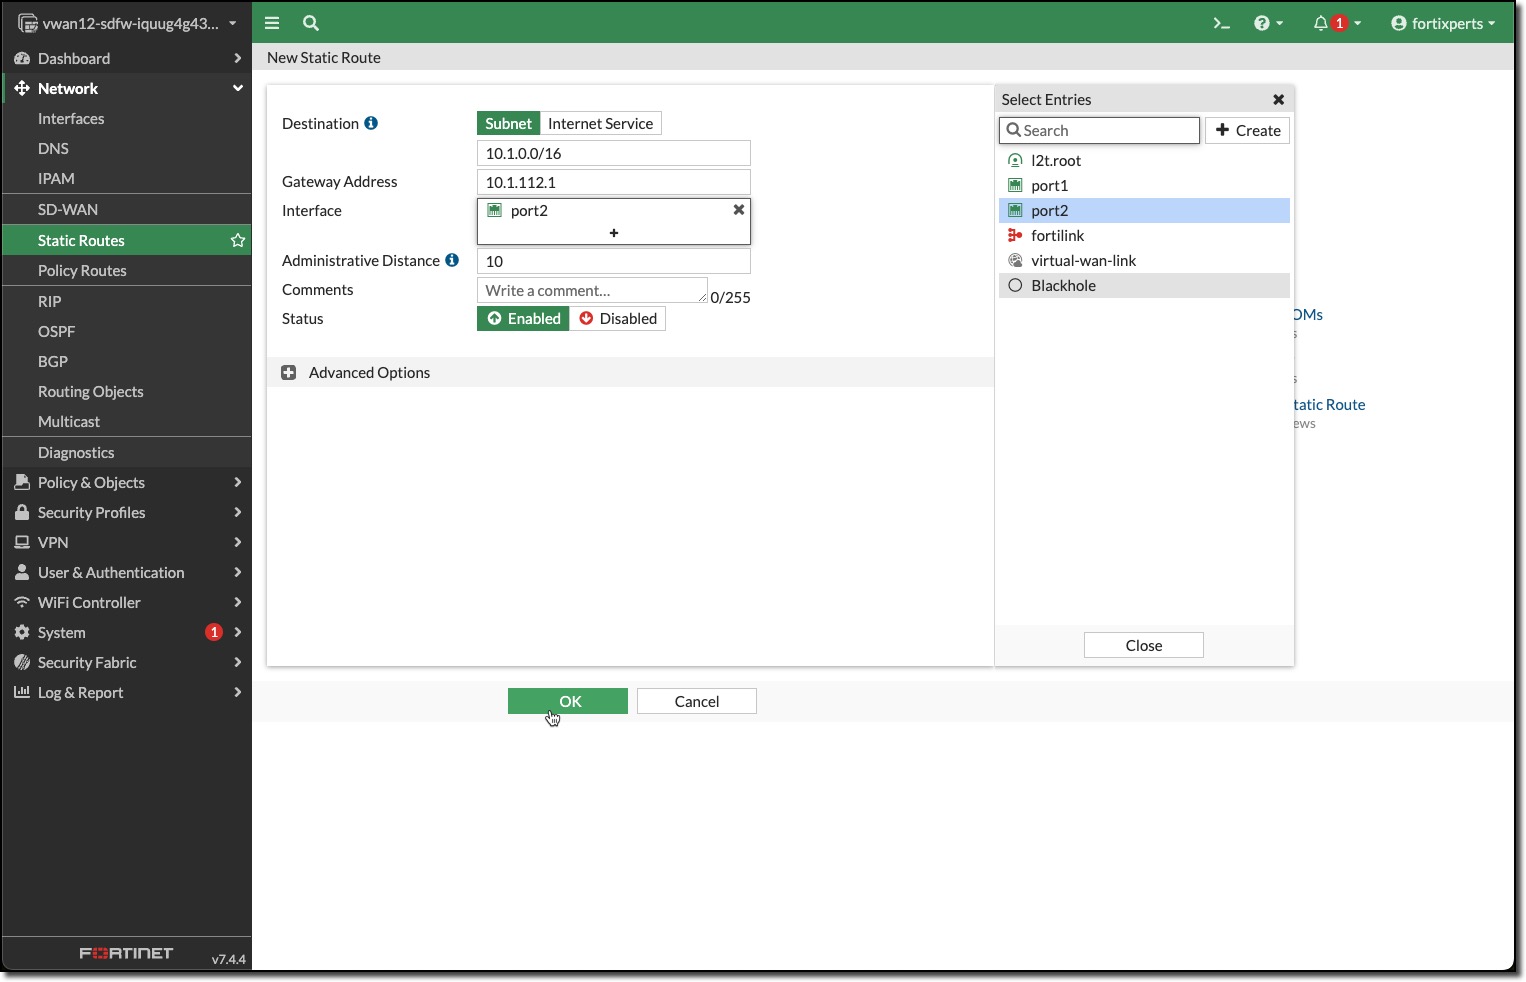 vwan12-sdfw-iquug4g43...
Dashboard
Network
Interfaces
DNS
IPAM
SD-WAN
Static Routes
Policy Routes
RIP
OSPF
BGP
Routing Objects
Multicast
Diagnostics
Policy & Objects
Security Profiles
VPN
User & Authentication
WiFi Controller
System 1
Security Fabric
Log & Report
FORTINET v7.4.4
>_ ? 1 fortixperts
New Static Route
Destination Subnet Internet Service
10.1.0.0/16
Gateway Address 10.1.112.1
Interface port2
+
Administrative Distance 10
Comments Write a comment... 0/255
Status Enabled Disabled
Advanced Options
Select Entries
Search + Create
l2t.root
port1
port2
fortilink
virtual-wan-link
Blackhole
Close
OMs
s
s
tatic Route
ews
OK Cancel